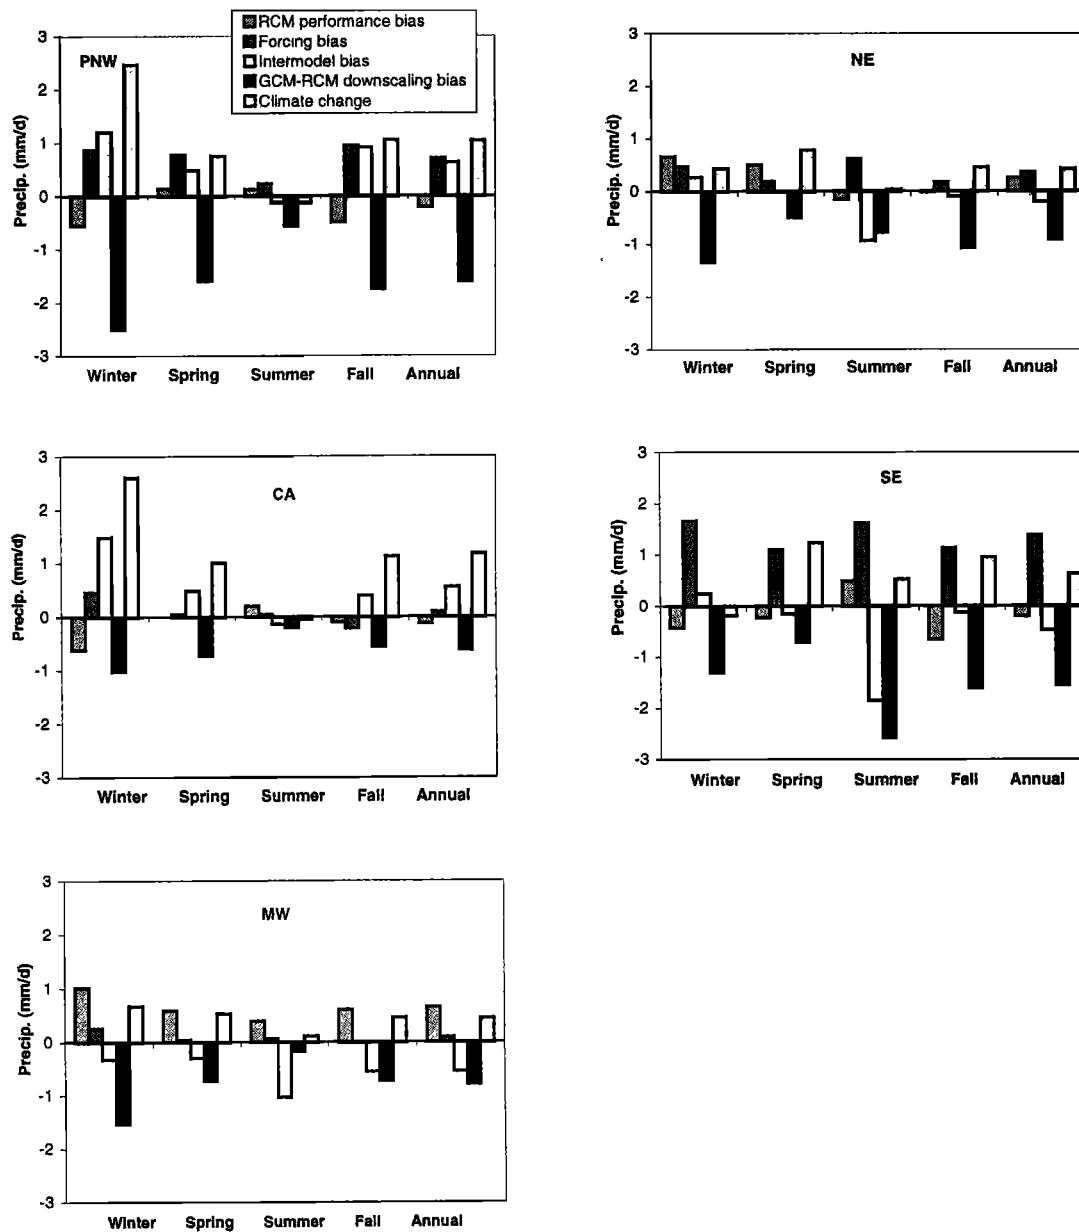 RCM performance bias
Forcing bias
Intermodel bias
GCM-RCM downscaling bias
Climate change
PNW
Precip. (mm/d)
3
2
1
0
-1
-2
-3
Winter Spring Summer Fall Annual
NE
Precip. (mm/d)
3
2
1
0
-1
-2
-3
Winter Spring Summer Fall Annual
CA
Precip. (mm/d)
3
2
1
0
-1
-2
-3
Winter Spring Summer Fall Annual
SE
Precip. (mm/d)
3
2
1
0
-1
-2
-3
Winter Spring Summer Fall Annual
MW
Precip. (mm/d)
3
2
1
0
-1
-2
-3
Winter Spring Summer Fall Annual